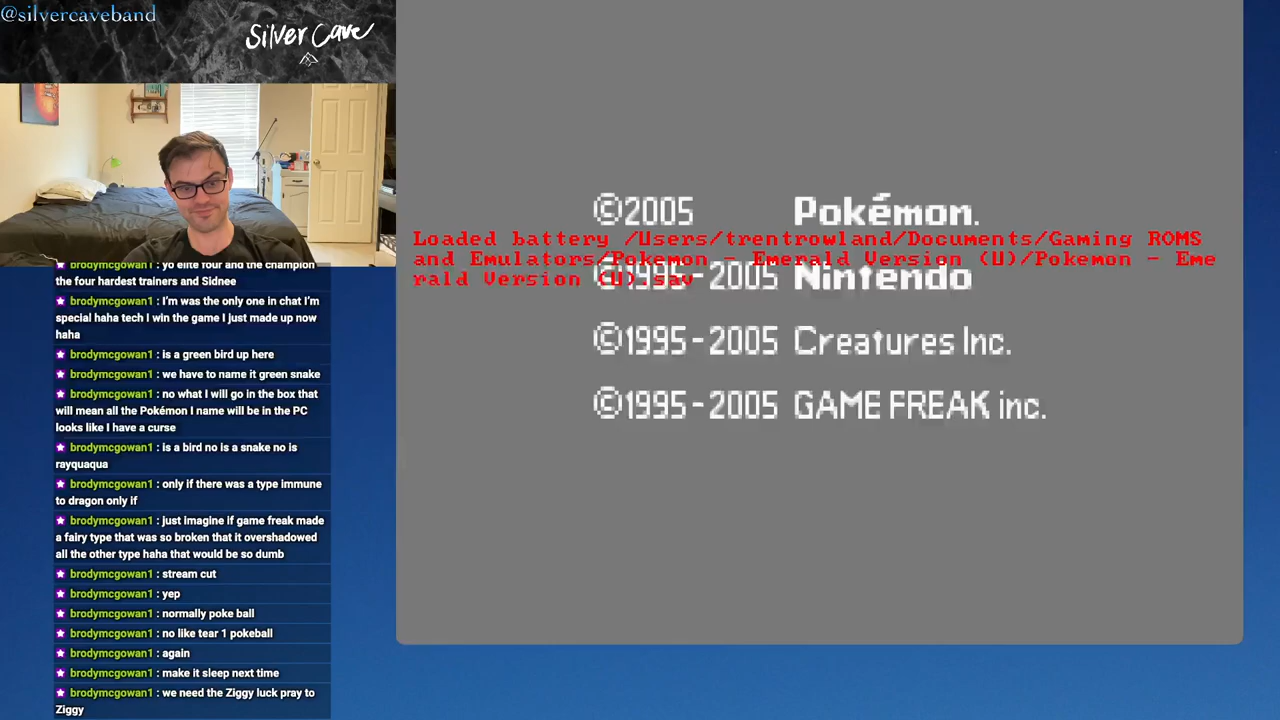 @silvercaveband
Silver Cave
brodymcgowan1 : yo elite four and the champion
the four hardest trainers and Sidnee
brodymcgowan1 : I'm was the only one in chat I'm
special haha tech I win the game I just made up now
haha
brodymcgowan1 : is a green bird up here
brodymcgowan1 : we have to name it green snake
brodymcgowan1 : no what I will go in the box that
will mean all the Pokémon I name will be in the PC
looks like I have a curse
brodymcgowan1 : is a bird no is a snake no is
rayquaqua
brodymcgowan1 : only if there was a type immune
to dragon only if
brodymcgowan1 : just imagine if game freak made
a fairy type that was so broken that it overshadowed
all the other type haha that would be so dumb
brodymcgowan1 : stream cut
brodymcgowan1 : yep
brodymcgowan1 : normally poke ball
brodymcgowan1 : no like tear 1 pokeball
brodymcgowan1 : again
brodymcgowan1 : make it sleep next time
brodymcgowan1 : we need the Ziggy luck pray to
Ziggy
©2005 Pokémon.
Loaded battery /Users/trentrowland/Documents/Gaming ROMS
and Emulators/Pokemon - Emerald Version (U)/Pokemon - Eme
rald Version (U).sav
©1995-2005 Nintendo
©1995-2005 Creatures Inc.
©1995-2005 GAME FREAK inc.